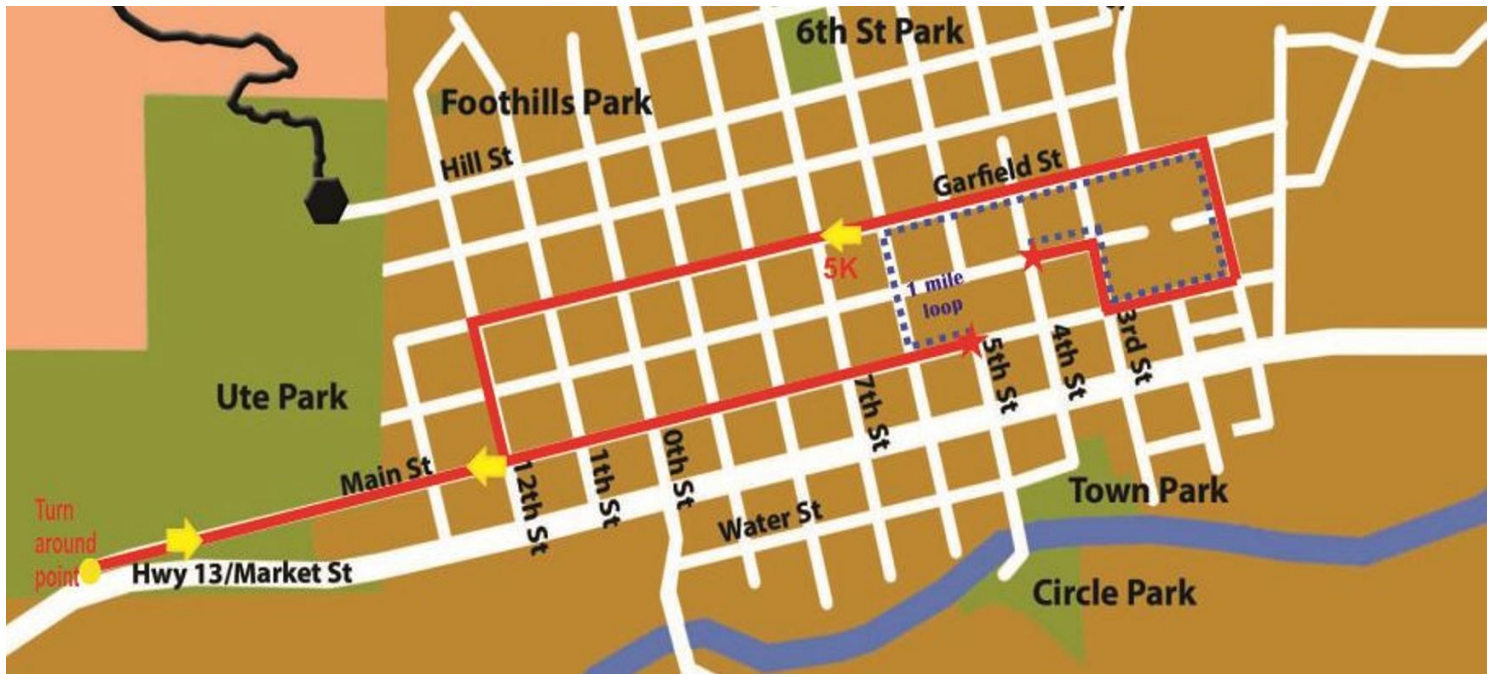 6th St Park
Foothills Park
Hill St
Garfield St
5K
1 mile
loop
3rd St
4th St
5th St
7th St
Ute Park
Main St
12th St
1th St
0th St
Water St
Town Park
Turn
around
point
Hwy 13/Market St
Circle Park